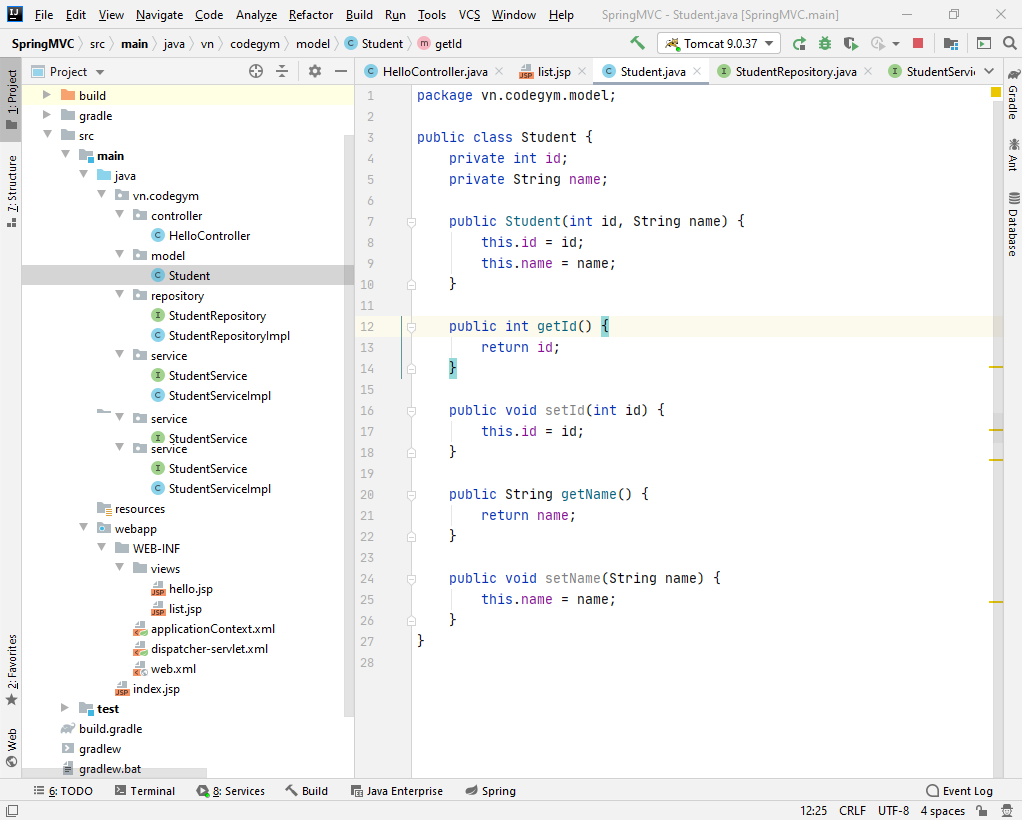 File Edit View Navigate Code Analyze Refactor Build Run Tools VCS Window Help SpringMVC - Student.java [SpringMVC.main]
SpringMVC src main java vn codegym model C Student m getId Tomcat 9.0.37
1: Project
7: Structure
2: Favorites
Web
Project
build
gradle
src
main
java
vn.codegym
controller
C HelloController
model
C Student
repository
I StudentRepository
C StudentRepositoryImpl
service
I StudentService
C StudentServiceImpl
service
I StudentService
service
I StudentService
C StudentServiceImpl
resources
webapp
WEB-INF
views
JSP hello.jsp
JSP list.jsp
applicationContext.xml
dispatcher-servlet.xml
web.xml
JSP index.jsp
test
build.gradle
gradlew
gradlew.bat
C HelloController.java JSP list.jsp C Student.java I StudentRepository.java I StudentServi
1 package vn.codegym.model;
2
3 public class Student {
4 private int id;
5 private String name;
6
7 public Student(int id, String name) {
8 this.id = id;
9 this.name = name;
10 }
11
12 public int getId() {
13 return id;
14 }
15
16 public void setId(int id) {
17 this.id = id;
18 }
19
20 public String getName() {
21 return name;
22 }
23
24 public void setName(String name) {
25 this.name = name;
26 }
27 }
28
Gradle
Ant
Database
6: TODO Terminal 8: Services Build Java Enterprise Spring Event Log
12:25 CRLF UTF-8 4 spaces